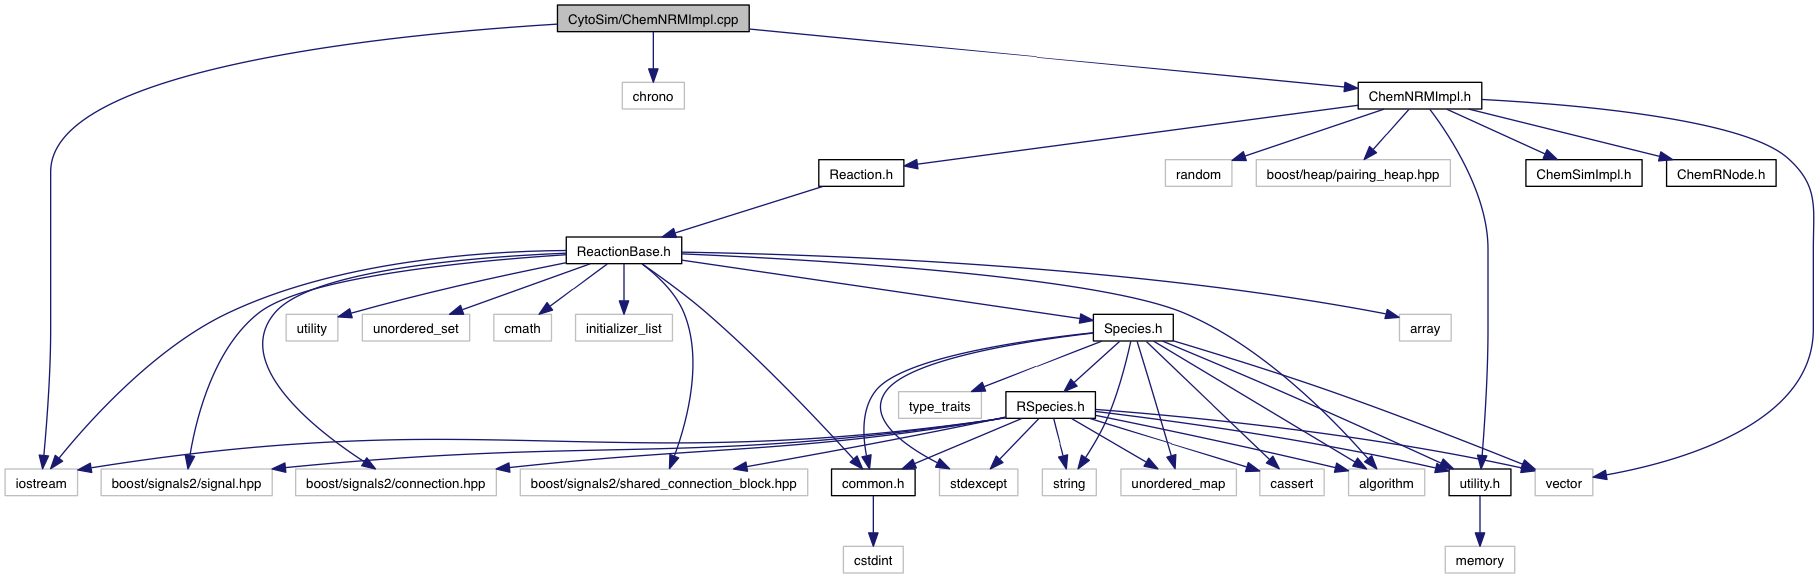 CytoSim/ChemNRMImpl.cpp
chrono
ChemNRMImpl.h
Reaction.h
random
boost/heap/pairing_heap.hpp
ChemSimImpl.h
ChemRNode.h
ReactionBase.h
utility
unordered_set
cmath
initializer_list
Species.h
array
type_traits
RSpecies.h
iostream
boost/signals2/signal.hpp
boost/signals2/connection.hpp
boost/signals2/shared_connection_block.hpp
common.h
stdexcept
string
unordered_map
cassert
algorithm
utility.h
vector
cstdint
memory